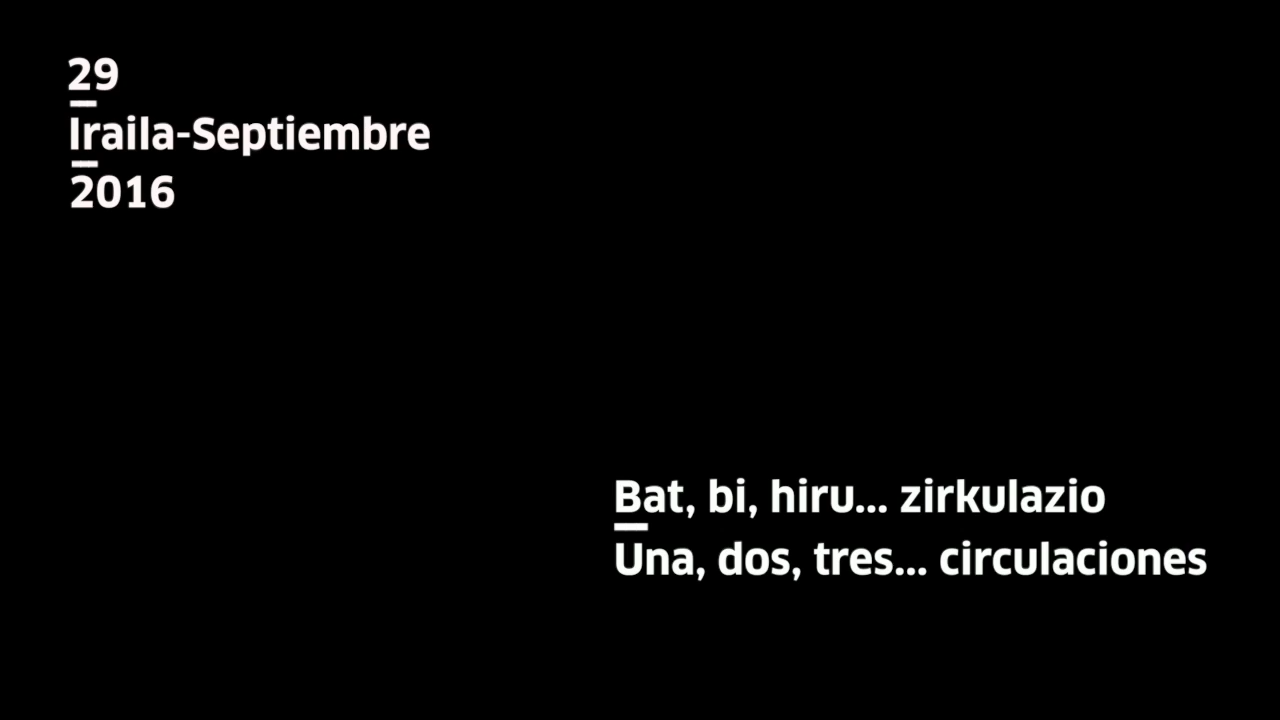 29
Iraila-Septiembre
2016
Bat, bi, hiru... zirkulazio
Una, dos, tres... circulaciones